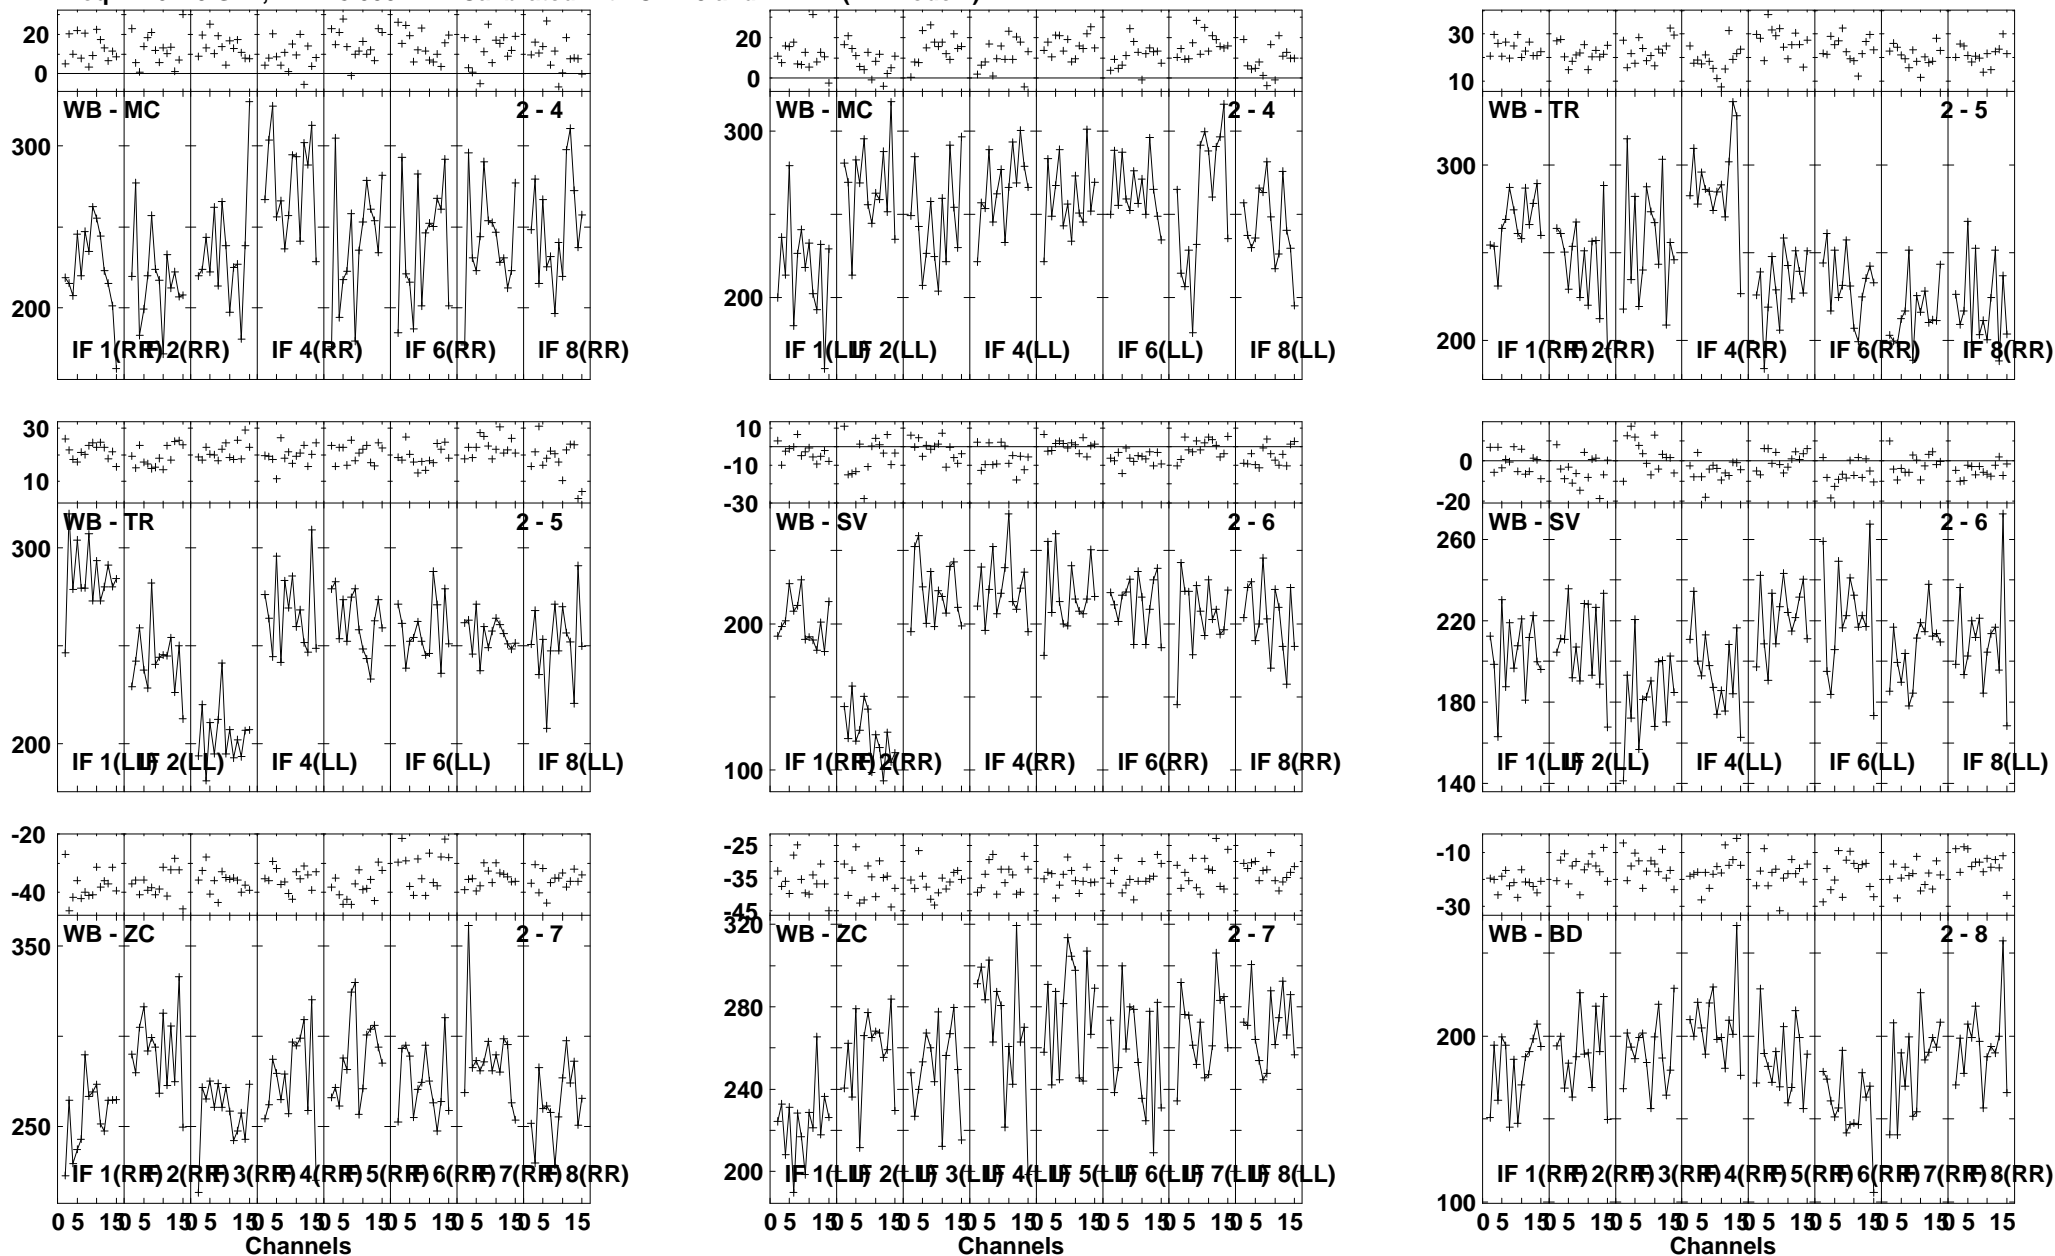 20
0
WB - MC 2 - 4
300
200
IF 1(RR) IF 2(RR) IF 4(RR) IF 6(RR) IF 8(RR)
20
10
0
WB - MC 2 - 4
300
200
IF 1(LL) IF 2(LL) IF 4(LL) IF 6(LL) IF 8(LL)
30
10
WB - TR 2 - 5
300
200
IF 1(RR) IF 2(RR) IF 4(RR) IF 6(RR) IF 8(RR)
30
10
WB - TR 2 - 5
300
200
IF 1(LL) IF 2(LL) IF 4(LL) IF 6(LL) IF 8(LL)
10
-10
-30
WB - SV 2 - 6
200
100
IF 1(RR) IF 2(RR) IF 4(RR) IF 6(RR) IF 8(RR)
0
-20
WB - SV 2 - 6
260
220
180
140
IF 1(LL) IF 2(LL) IF 4(LL) IF 6(LL) IF 8(LL)
-20
-40
WB - ZC 2 - 7
350
250
IF 1(RR) IF 2(RR) IF 3(RR) IF 4(RR) IF 5(RR) IF 6(RR) IF 7(RR) IF 8(RR)
0 5 15 0 5 15 0 5 15 0 5 15 0 5 15 0 5 15 0 5 15 0 5 15
Channels
-25
-35
-45
WB - ZC 2 - 7
320
280
240
200
IF 1(LL) IF 2(LL) IF 3(LL) IF 4(LL) IF 5(LL) IF 6(LL) IF 7(LL) IF 8(LL)
0 5 15 0 5 15 0 5 15 0 5 15 0 5 15 0 5 15 0 5 15 0 5 15
Channels
-10
-30
WB - BD 2 - 8
200
100
IF 1(RR) IF 2(RR) IF 3(RR) IF 4(RR) IF 5(RR) IF 6(RR) IF 7(RR) IF 8(RR)
0 5 15 0 5 15 0 5 15 0 5 15 0 5 15 0 5 15 0 5 15 0 5 15
Channels